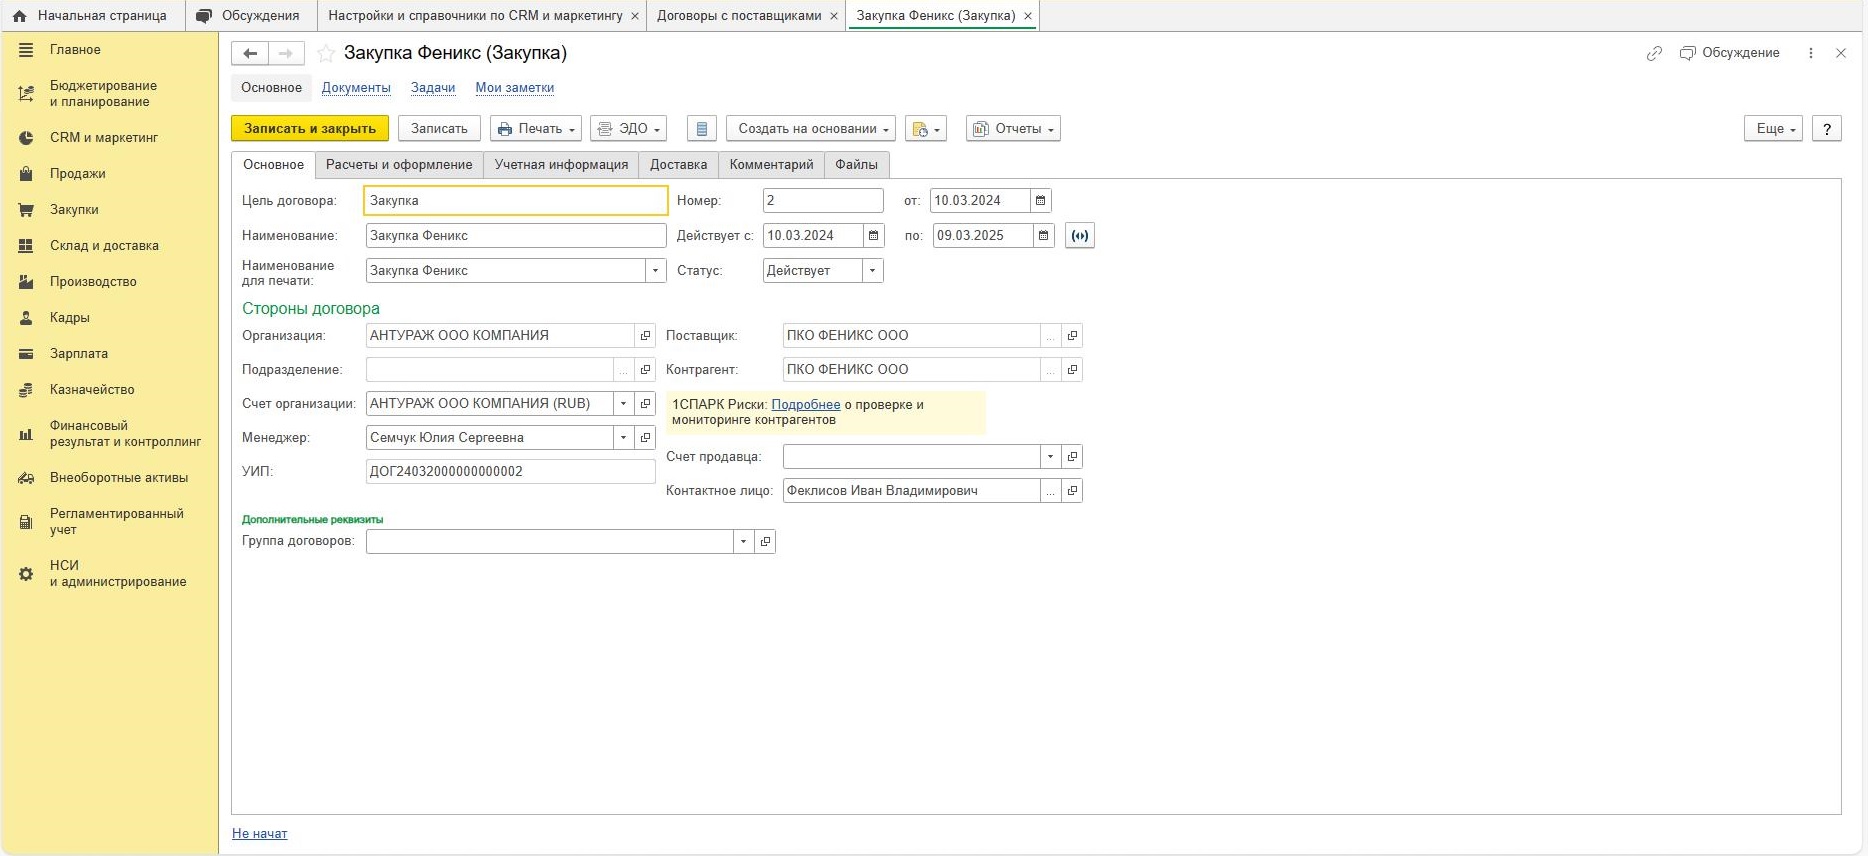 Начальная страница
Обсуждения
Настройки и справочники по CRM и маркетингу ×
Договоры с поставщиками ×
Закупка Феникс (Закупка) ×
Главное
Бюджетирование
и планирование
CRM и маркетинг
Продажи
Закупки
Склад и доставка
Производство
Кадры
Зарплата
Казначейство
Финансовый
результат и контроллинг
Внеоборотные активы
Регламентированный
учет
НСИ
и администрирование
Закупка Феникс (Закупка)
Обсуждение
Основное Документы Задачи Мои заметки
Записать и закрыть Записать Печать ЭДО Создать на основании Отчеты Еще ?
Основное Расчеты и оформление Учетная информация Доставка Комментарий Файлы
Цель договора: Закупка Номер: 2 от: 10.03.2024
Наименование: Закупка Феникс Действует с: 10.03.2024 по: 09.03.2025
Наименование
для печати: Закупка Феникс Статус: Действует
Стороны договора
Организация: АНТУРАЖ ООО КОМПАНИЯ Поставщик: ПКО ФЕНИКС ООО ...
Подразделение: ... Контрагент: ПКО ФЕНИКС ООО ...
Счет организации: АНТУРАЖ ООО КОМПАНИЯ (RUB)
1СПАРК Риски: Подробнее о проверке и
мониторинге контрагентов
Менеджер: Семчук Юлия Сергеевна
Счет продавца:
УИП: ДОГ24032000000000002
Контактное лицо: Феклисов Иван Владимирович ...
Дополнительные реквизиты
Группа договоров:
Не начат